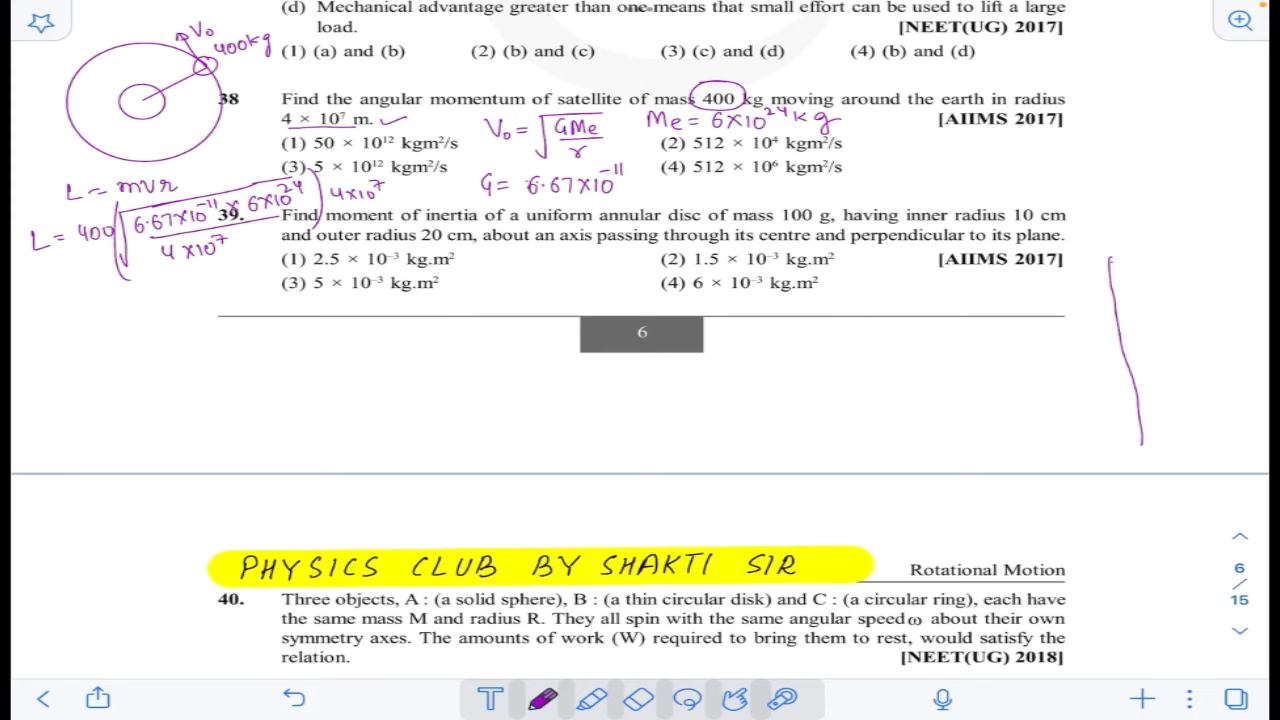 (d) Mechanical advantage greater than one means that small effort can be used to lift a large
load. [NEET(UG) 2017]
(1) (a) and (b) (2) (b) and (c) (3) (c) and (d) (4) (b) and (d)
V₀
400kg
38 Find the angular momentum of satellite of mass 400 kg moving around the earth in radius
4 × 10⁷ m. [AIIMS 2017]
V₀ = √(GMe/r) Me = 6×10²⁴ kg
(1) 50 × 10¹² kgm²/s (2) 512 × 10⁴ kgm²/s
(3) 5 × 10¹² kgm²/s (4) 512 × 10⁶ kgm²/s
G = 6.67×10⁻¹¹
L = mvr
L = 400(√(6.67×10⁻¹¹ × 6×10²⁴/4×10⁷)) 4×10⁷
39. Find moment of inertia of a uniform annular disc of mass 100 g, having inner radius 10 cm
and outer radius 20 cm, about an axis passing through its centre and perpendicular to its plane.
(1) 2.5 × 10⁻³ kg.m² (2) 1.5 × 10⁻³ kg.m² [AIIMS 2017]
(3) 5 × 10⁻³ kg.m² (4) 6 × 10⁻³ kg.m²
6
PHYSICS CLUB BY SHAKTI SIR
Rotational Motion
40. Three objects, A : (a solid sphere), B : (a thin circular disk) and C : (a circular ring), each have
the same mass M and radius R. They all spin with the same angular speed ω about their own
symmetry axes. The amounts of work (W) required to bring them to rest, would satisfy the
relation. [NEET(UG) 2018]
6
/
15
T